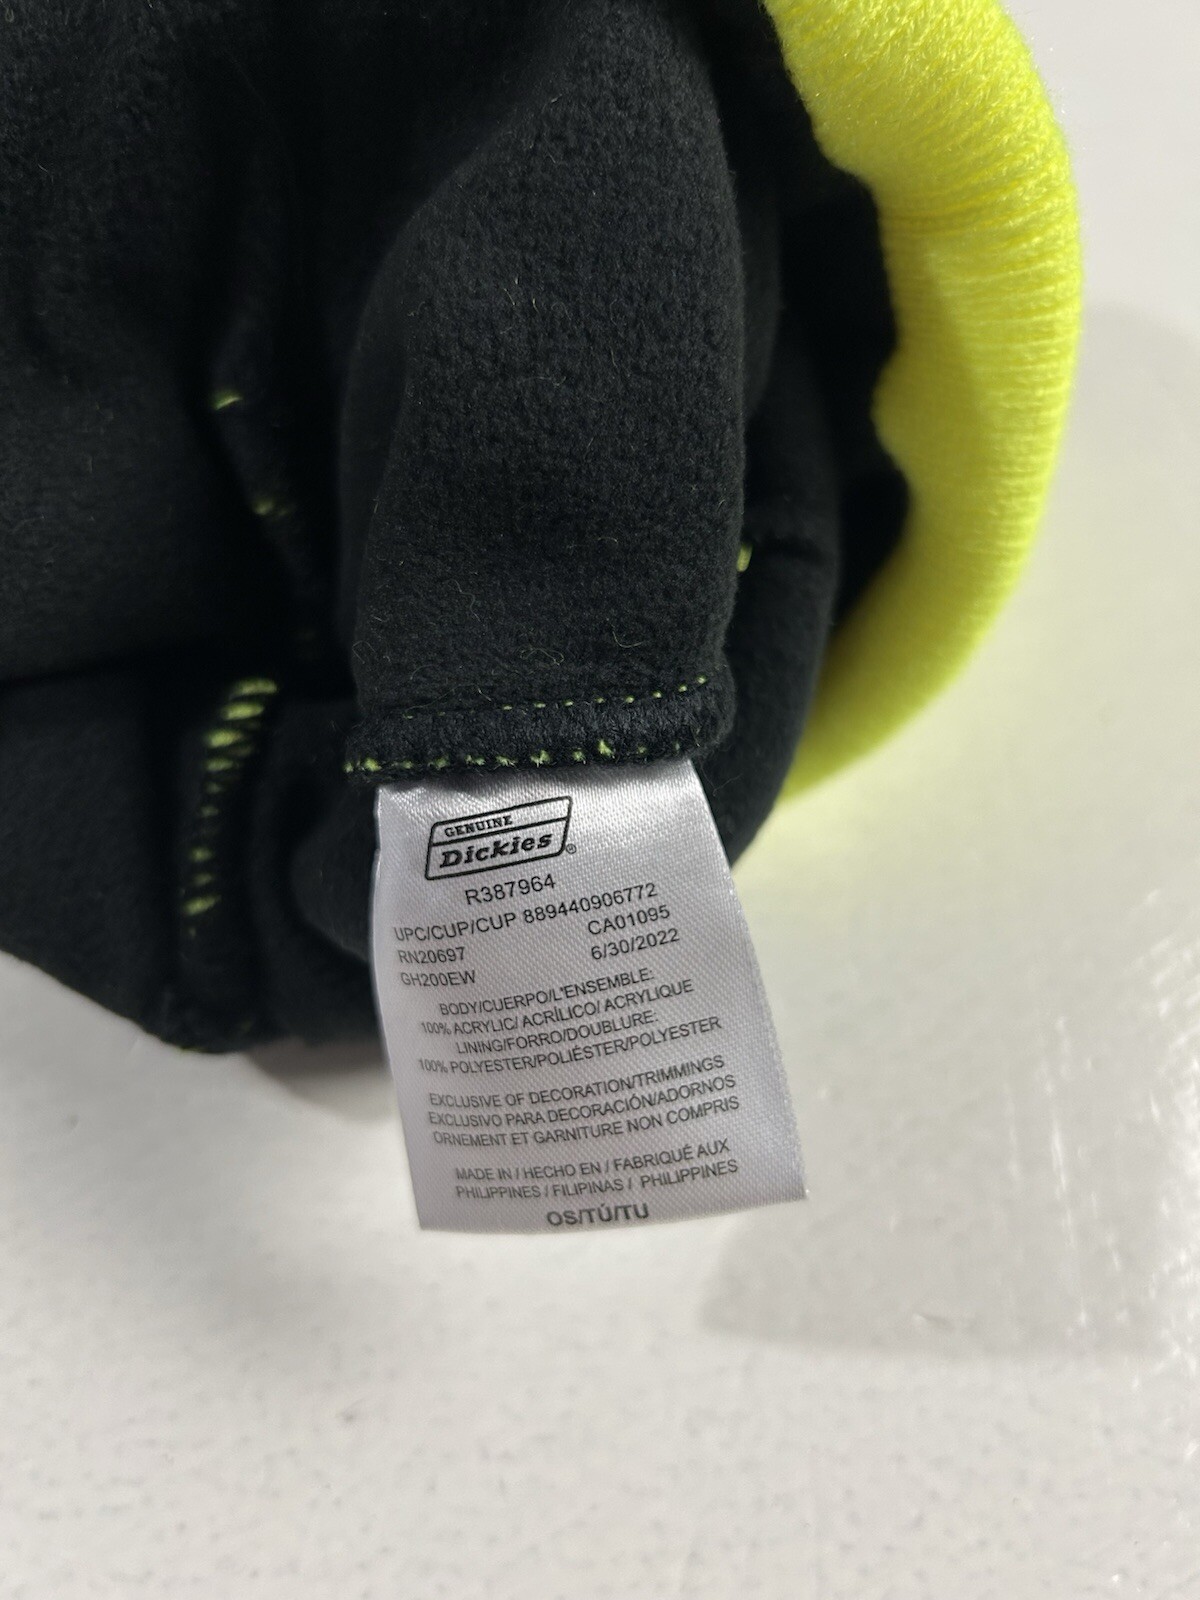 GENUINE
Dickies®
R387964
UPC/CUP/CUP 889440906772
RN20697 CA01095
GH200EW 6/30/2022
BODY/CUERPO/L'ENSEMBLE:
100% ACRYLIC/ ACRÍLICO/ ACRYLIQUE
LINING/FORRO/DOUBLURE:
100% POLYESTER/POLIÉSTER/POLYESTER
EXCLUSIVE OF DECORATION/TRIMMINGS
EXCLUSIVO PARA DECORACIÓN/ADORNOS
ORNEMENT ET GARNITURE NON COMPRIS
MADE IN / HECHO EN / FABRIQUÉ AUX
PHILIPPINES / FILIPINAS / PHILIPPINES
OS/TÚ/TU